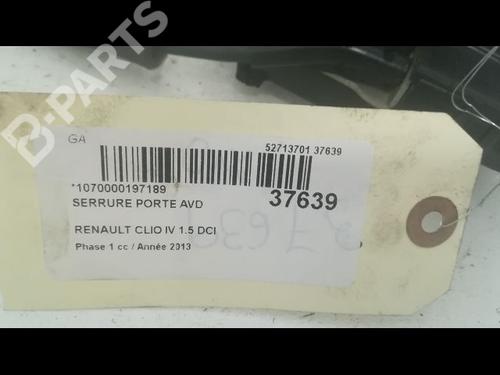 B-PARTS
GA
52713701 37639
*1070000197189
37639
SERRURE PORTE AVD
RENAULT CLIO IV 1.5 DCI
Phase 1 cc / Année 2013
37639